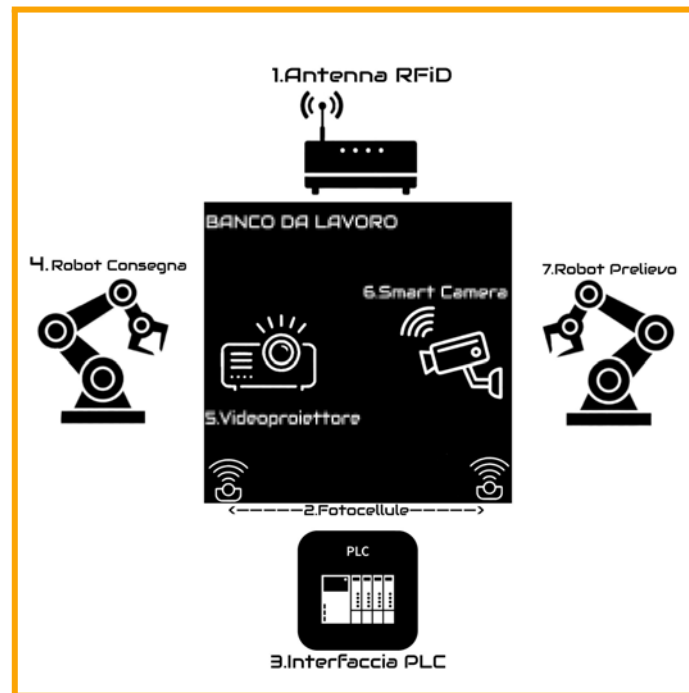 1.Antenna RFiD
BANCO DA LAVORO
4.Robot Consegna
7.Robot Prelievo
6.Smart Camera
5.Videoproiettore
<-----2.Fotocellule----->
PLC
3.Interfaccia PLC